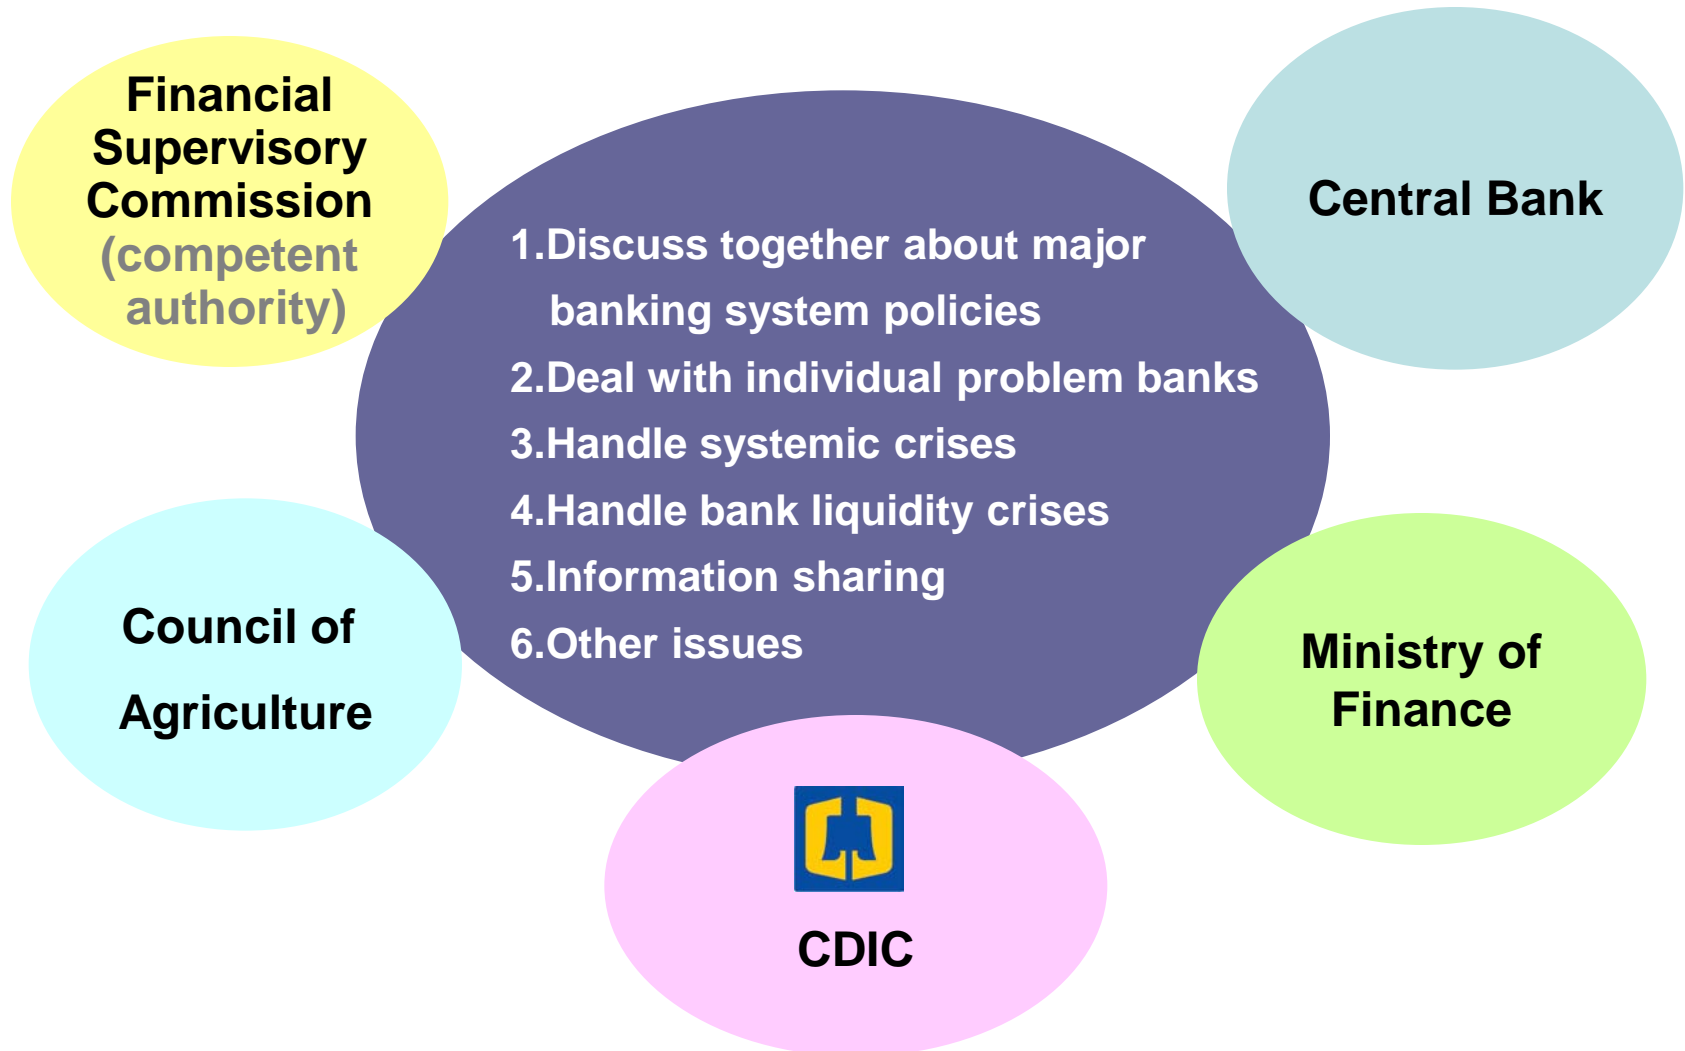 Financial
Supervisory
Commission
(competent
authority)
Central Bank
1.Discuss together about major
banking system policies
2.Deal with individual problem banks
3.Handle systemic crises
4.Handle bank liquidity crises
5.Information sharing
6.Other issues
Council of
Agriculture
Ministry of
Finance
CDIC